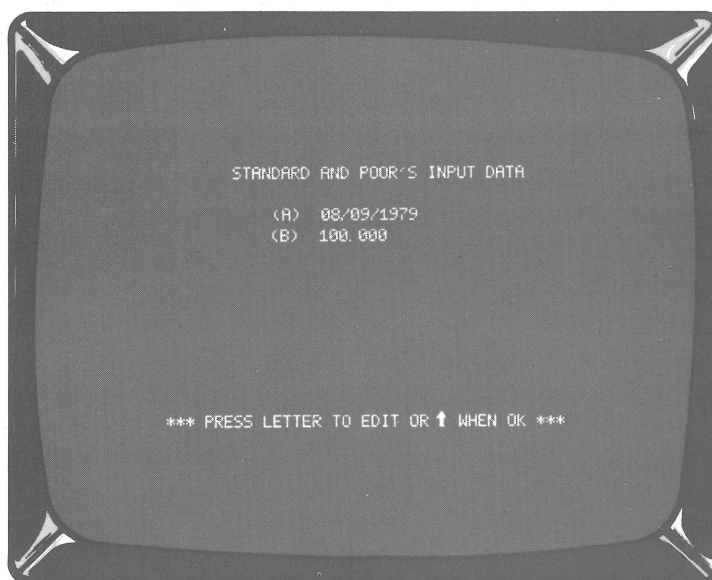 STANDARD AND POOR'S INPUT DATA
(A) 08/09/1979
(B) 100.000
*** PRESS LETTER TO EDIT OR ⬆ WHEN OK ***